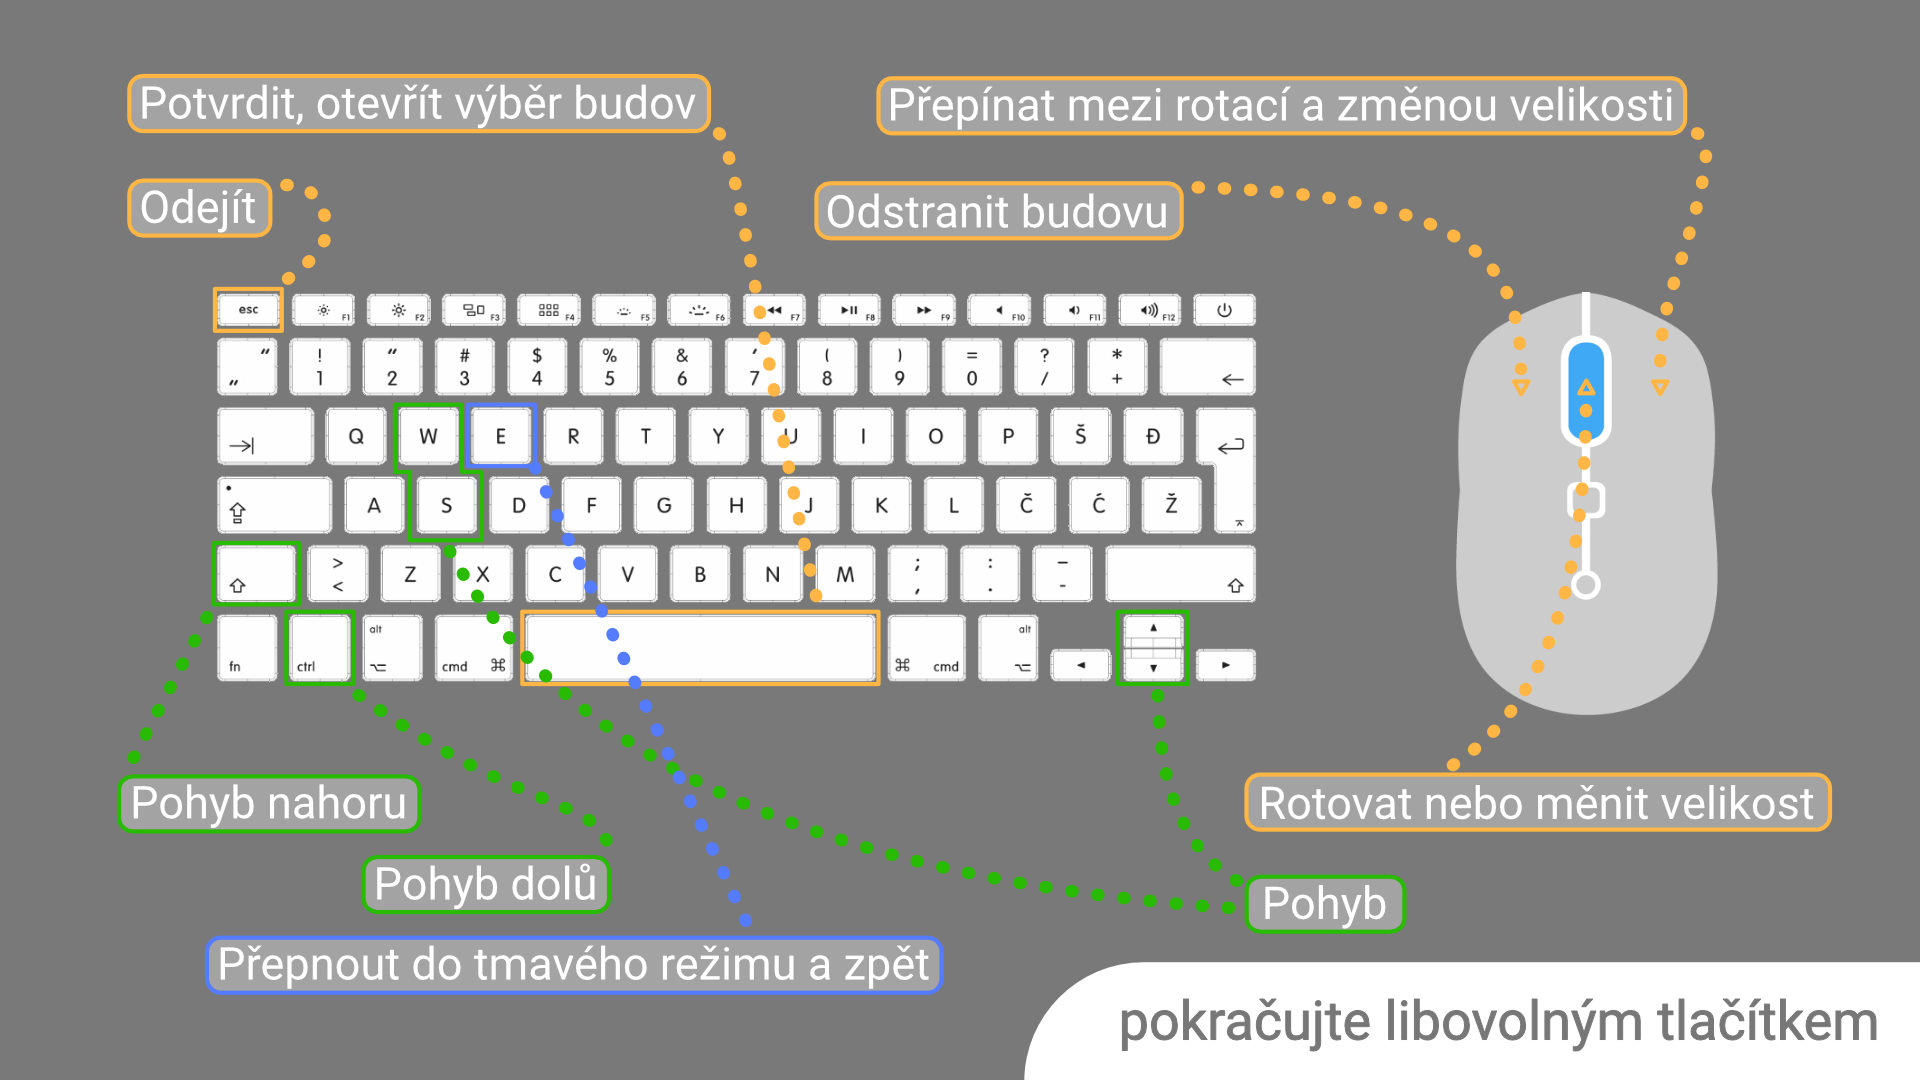 Potvrdit, otevřít výběr budov
Přepínat mezi rotací a změnou velikosti
Odejít
Odstranit budovu
esc F1 F2 F3 F4 F5 F6 F7 F8 F9 F10 F11 F12
“ ! “ # $ % & ‘ ( ) = ? *
„ 1 2 3 4 5 6 7 8 9 0 / + ←
→| Q W E R T Y U I O P Š Đ
A S D F G H J K L Č Ć Ž
> ; : –
< Z X C V B N M , . -
alt alt
fn ctrl cmd ⌘ ⌘ cmd
Pohyb nahoru
Rotovat nebo měnit velikost
Pohyb dolů
Pohyb
Přepnout do tmavého režimu a zpět
pokračujte libovolným tlačítkem